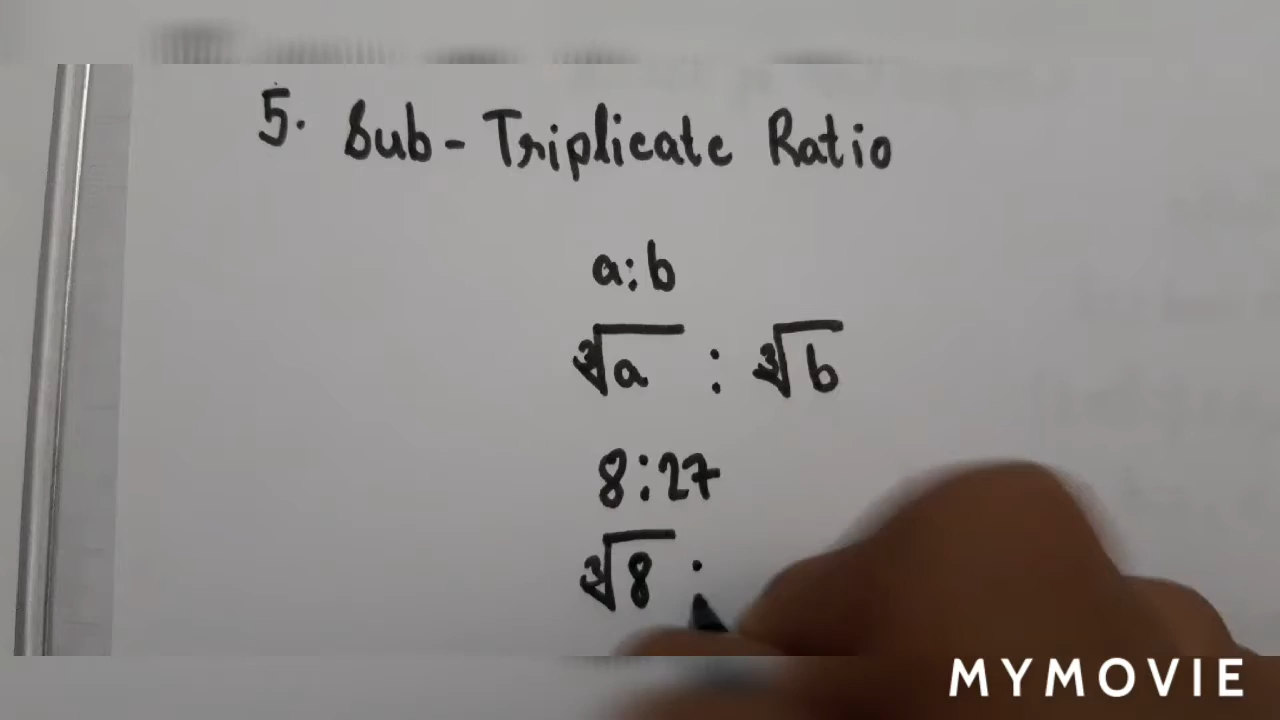 5. Sub-Triplicate Ratio
a:b
∛a : ∛b
8:27
∛8 :
MYMOVIE